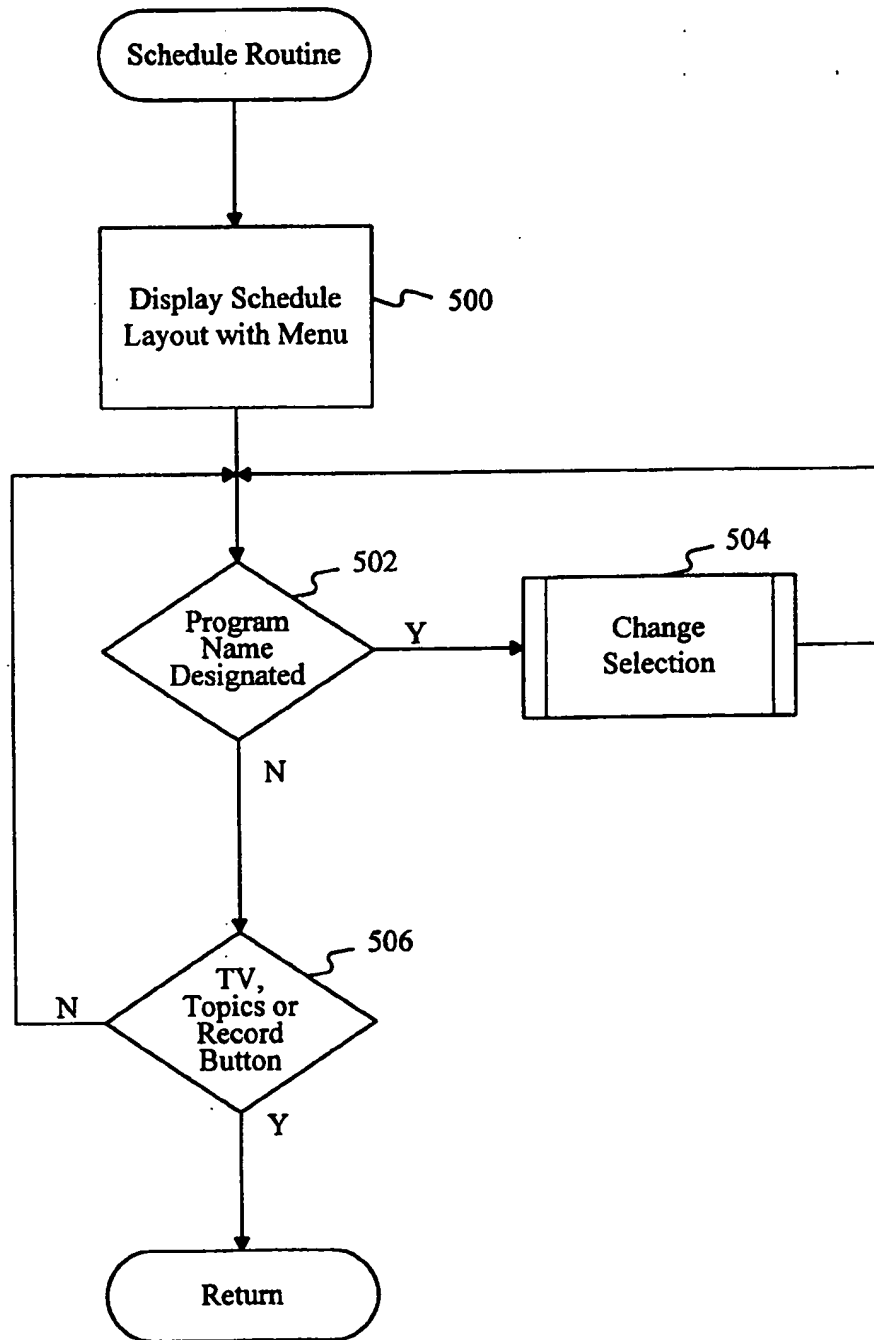 Schedule Routine
Display Schedule
Layout with Menu
500
502
504
Program
Name
Designated
Y
Change
Selection
N
506
TV,
Topics or
Record
Button
N
Y
Return